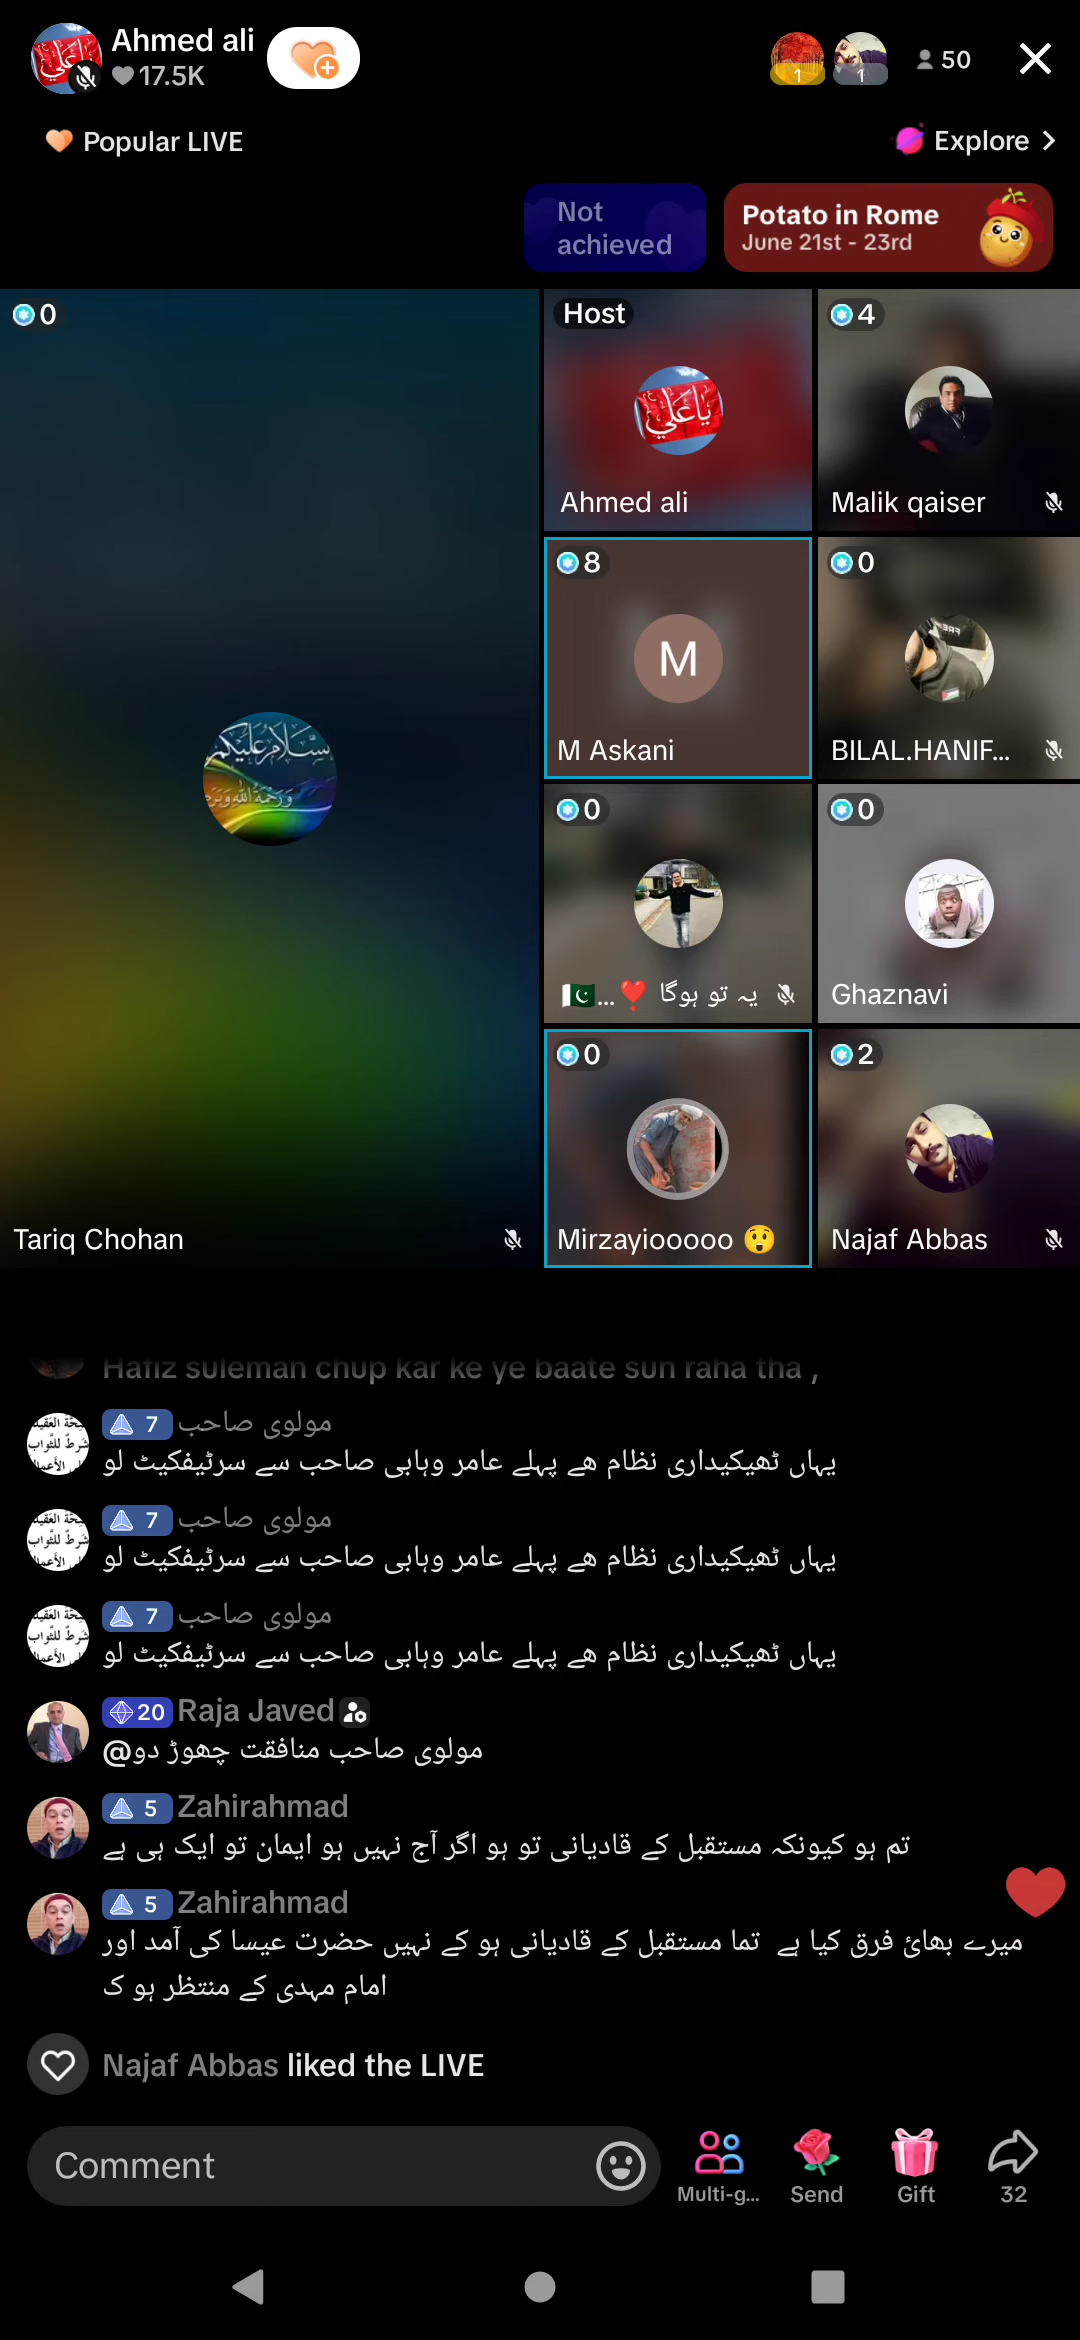 Ahmed ali
17.5K
1
1
50
Popular LIVE
Explore
Not
achieved
Potato in Rome
June 21st - 23rd
0
Host
ياعلي
Ahmed ali
4
Malik qaiser
8
M
M Askani
0
BILAL.HANIF...
0
یہ تو ہوگا ❣️...🇵🇰
0
Ghaznavi
Tariq Chohan
0
Mirzayiooooo 😲
2
Najaf Abbas
Hafiz suleman chup kar ke ye baate sun raha tha ,
7 مولوی صاحب
یہاں ٹھیکیداری نظام ھے پہلے عامر وہابی صاحب سے سرٹیفکیٹ لو
7 مولوی صاحب
یہاں ٹھیکیداری نظام ھے پہلے عامر وہابی صاحب سے سرٹیفکیٹ لو
7 مولوی صاحب
یہاں ٹھیکیداری نظام ھے پہلے عامر وہابی صاحب سے سرٹیفکیٹ لو
20 Raja Javed
@مولوی صاحب منافقت چھوڑ دو
5 Zahirahmad
تم ہو کیونکہ مستقبل کے قادیانی تو ہو اگر آج نہیں ہو ایمان تو ایک ہی ہے
5 Zahirahmad
میرے بھائ فرق کیا ہے تما مستقبل کے قادیانی ہو کے نہیں حضرت عیسا کی آمد اور
امام مہدی کے منتظر ہو ک
Najaf Abbas liked the LIVE
Comment
Multi-g...
Send
Gift
32